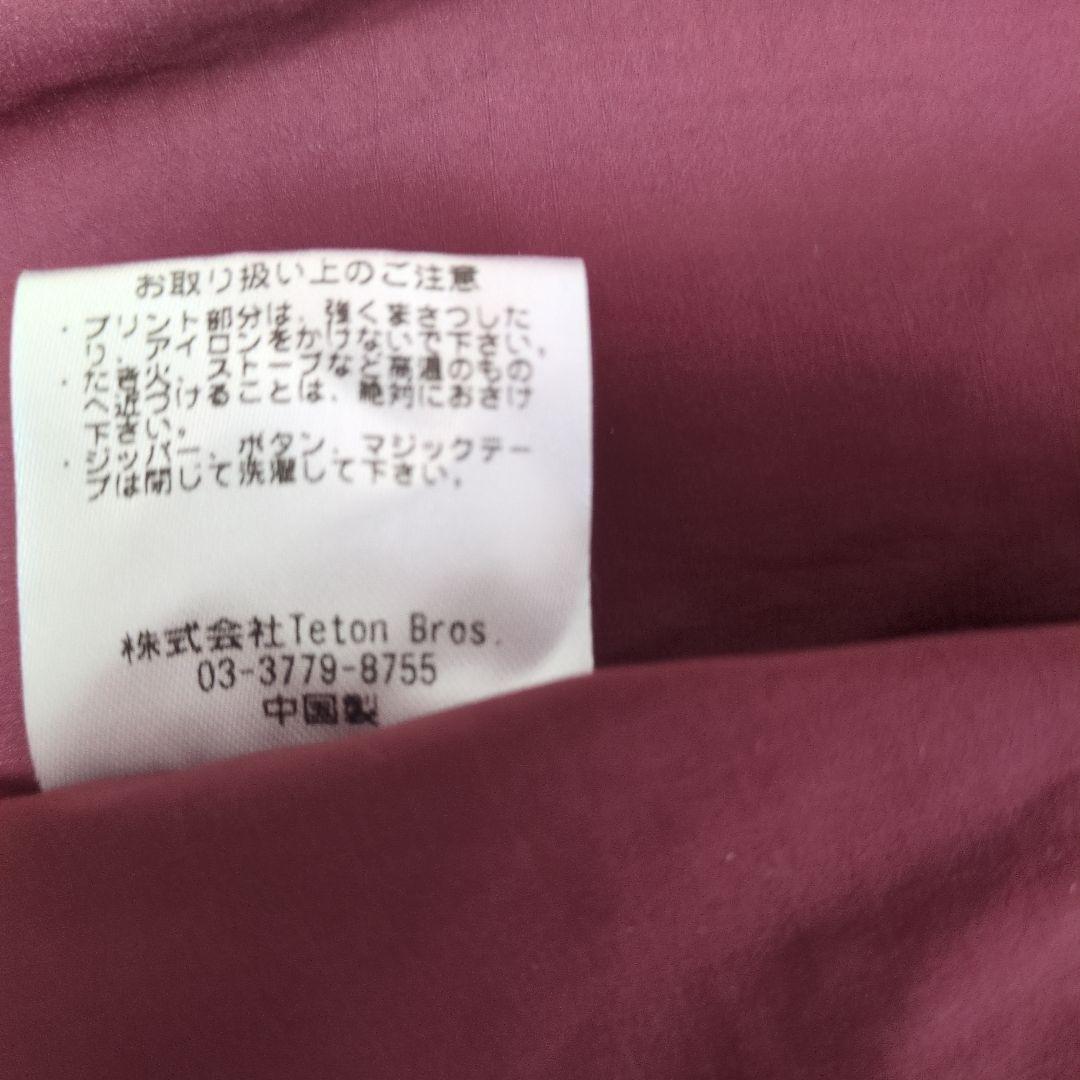 お取り扱い上のご注意
・プリント部分は、強くまさつした
り、アイロンをかけないで下さい。
・たき火、ストーブなど高温のもの
へ近づけることは、絶対におさけ
下さい。
・ジッパー、ボタン、マジックテー
プは閉じて洗濯して下さい。
株式会社Teton Bros.
03-3779-8755
中国製